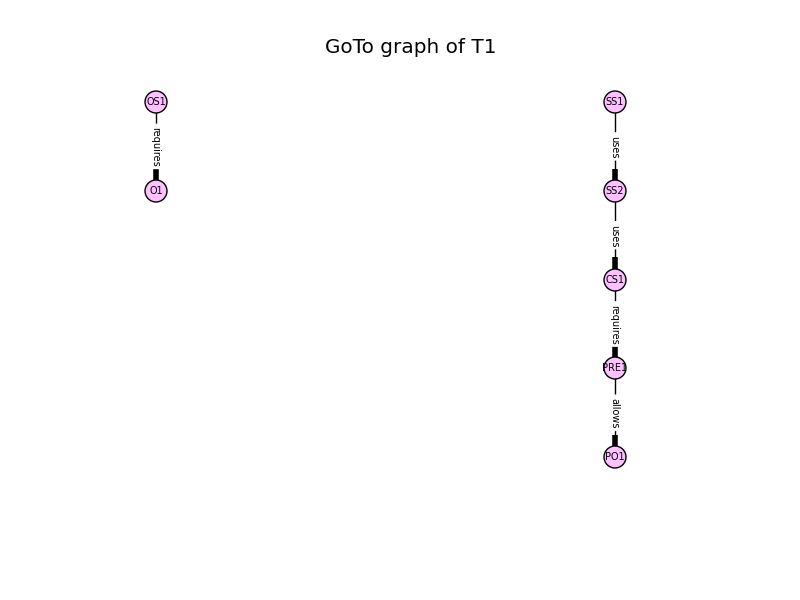 GoTo graph of T1
OS1
SS1
requires
uses
O1
SS2
uses
CS1
requires
PRE1
allows
PO1